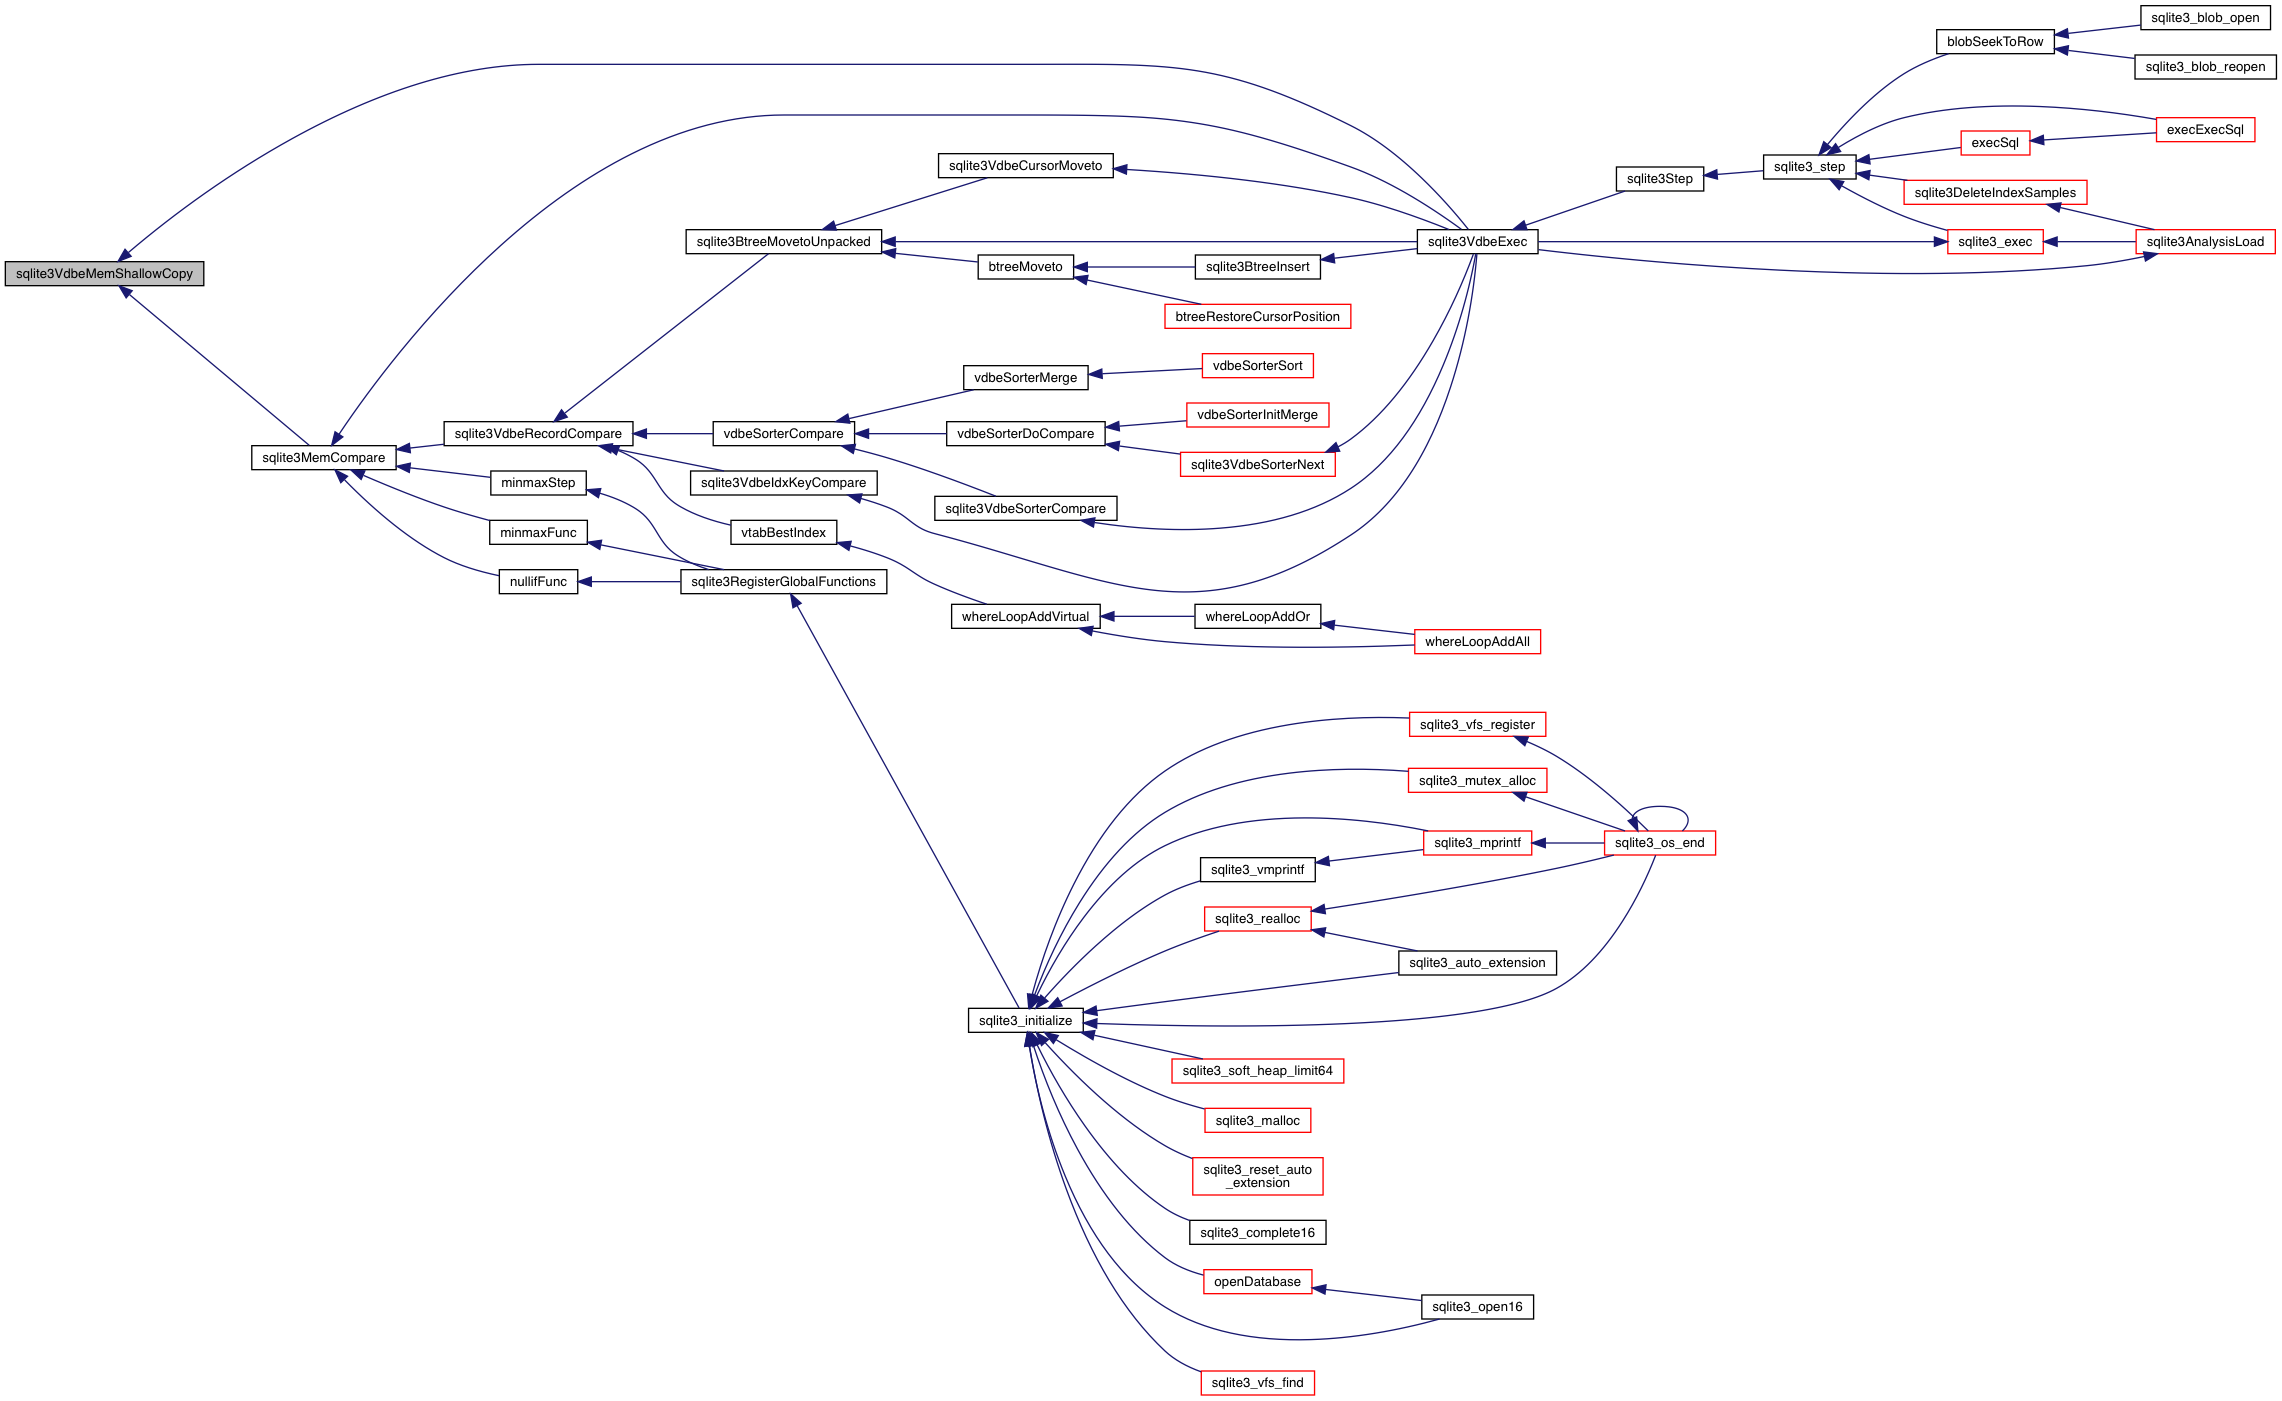 sqlite3_blob_open
blobSeekToRow
sqlite3_blob_reopen
execExecSql
execSql
sqlite3VdbeCursorMoveto
sqlite3_step
sqlite3Step
sqlite3DeleteIndexSamples
sqlite3BtreeMovetoUnpacked
sqlite3VdbeExec
sqlite3_exec
sqlite3AnalysisLoad
btreeMoveto
sqlite3BtreeInsert
sqlite3VdbeMemShallowCopy
btreeRestoreCursorPosition
vdbeSorterSort
vdbeSorterMerge
vdbeSorterInitMerge
sqlite3VdbeRecordCompare
vdbeSorterCompare
vdbeSorterDoCompare
sqlite3MemCompare
sqlite3VdbeSorterNext
minmaxStep
sqlite3VdbeIdxKeyCompare
sqlite3VdbeSorterCompare
minmaxFunc
vtabBestIndex
nullifFunc
sqlite3RegisterGlobalFunctions
whereLoopAddVirtual
whereLoopAddOr
whereLoopAddAll
sqlite3_vfs_register
sqlite3_mutex_alloc
sqlite3_mprintf
sqlite3_os_end
sqlite3_vmprintf
sqlite3_realloc
sqlite3_auto_extension
sqlite3_initialize
sqlite3_soft_heap_limit64
sqlite3_malloc
sqlite3_reset_auto
_extension
sqlite3_complete16
openDatabase
sqlite3_open16
sqlite3_vfs_find